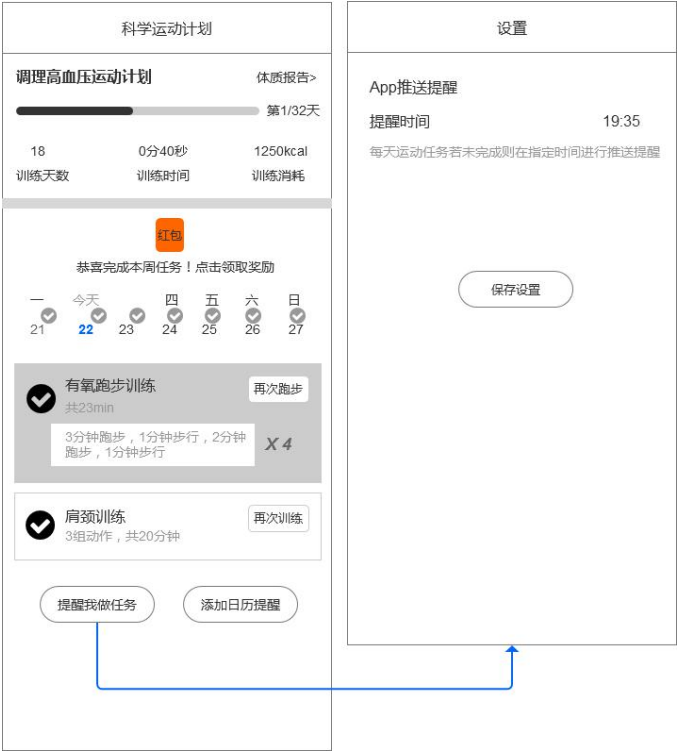 科学运动计划
调理高血压运动计划 体质报告>
第1/32天
18 0分40秒 1250kcal
训练天数 训练时间 训练消耗
红包
恭喜完成本周任务！点击领取奖励
一 今天 四 五 六 日
21 22 23 24 25 26 27
有氧跑步训练 再次跑步
共23min
3分钟跑步，1分钟步行，2分钟
跑步，1分钟步行
X 4
肩颈训练 再次训练
3组动作，共20分钟
提醒我做任务 添加日历提醒
设置
App推送提醒
提醒时间 19:35
每天运动任务若未完成则在指定时间进行推送提醒
保存设置